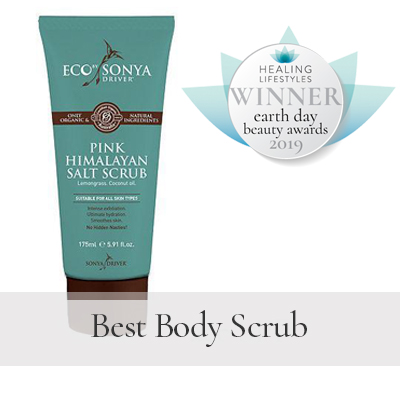 ECO BY SONYA
DRIVER™
ONLY
ORGANIC &
NATURAL
INGREDIENTS
PINK
HIMALAYAN
SALT SCRUB
Lemongrass, Coconut oil.
SUITABLE FOR ALL SKIN TYPES
Intense exfoliation.
Ultimate hydration.
Smoothes skin.
No Hidden Nasties!
175ml ℮ 5.91 fl.oz.
SONYA DRIVER
HEALING
LIFESTYLES
WINNER
earth day
beauty awards
2019
Best Body Scrub